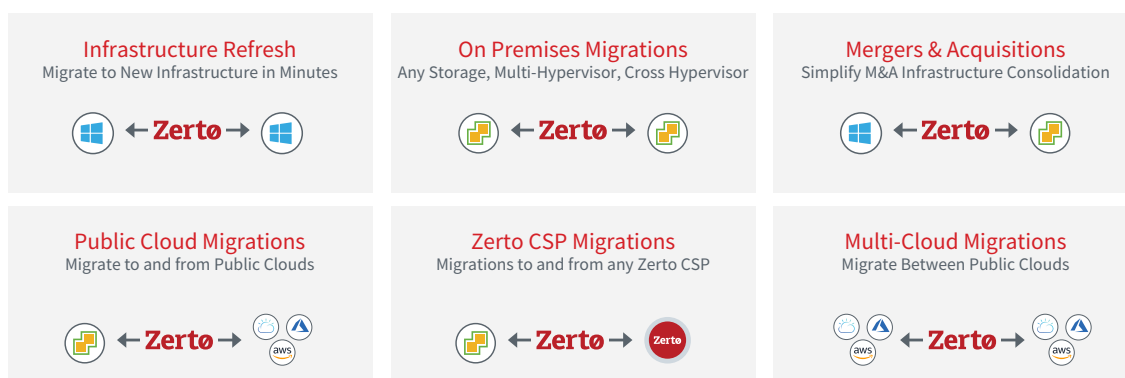 Infrastructure Refresh
Migrate to New Infrastructure in Minutes
Zertø
On Premises Migrations
Any Storage, Multi-Hypervisor, Cross Hypervisor
Zertø
Mergers & Acquisitions
Simplify M&A Infrastructure Consolidation
Zertø
Public Cloud Migrations
Migrate to and from Public Clouds
Zertø
aws
Zerto CSP Migrations
Migrations to and from any Zerto CSP
Zertø
Zertø
Multi-Cloud Migrations
Migrate Between Public Clouds
aws
Zertø
aws